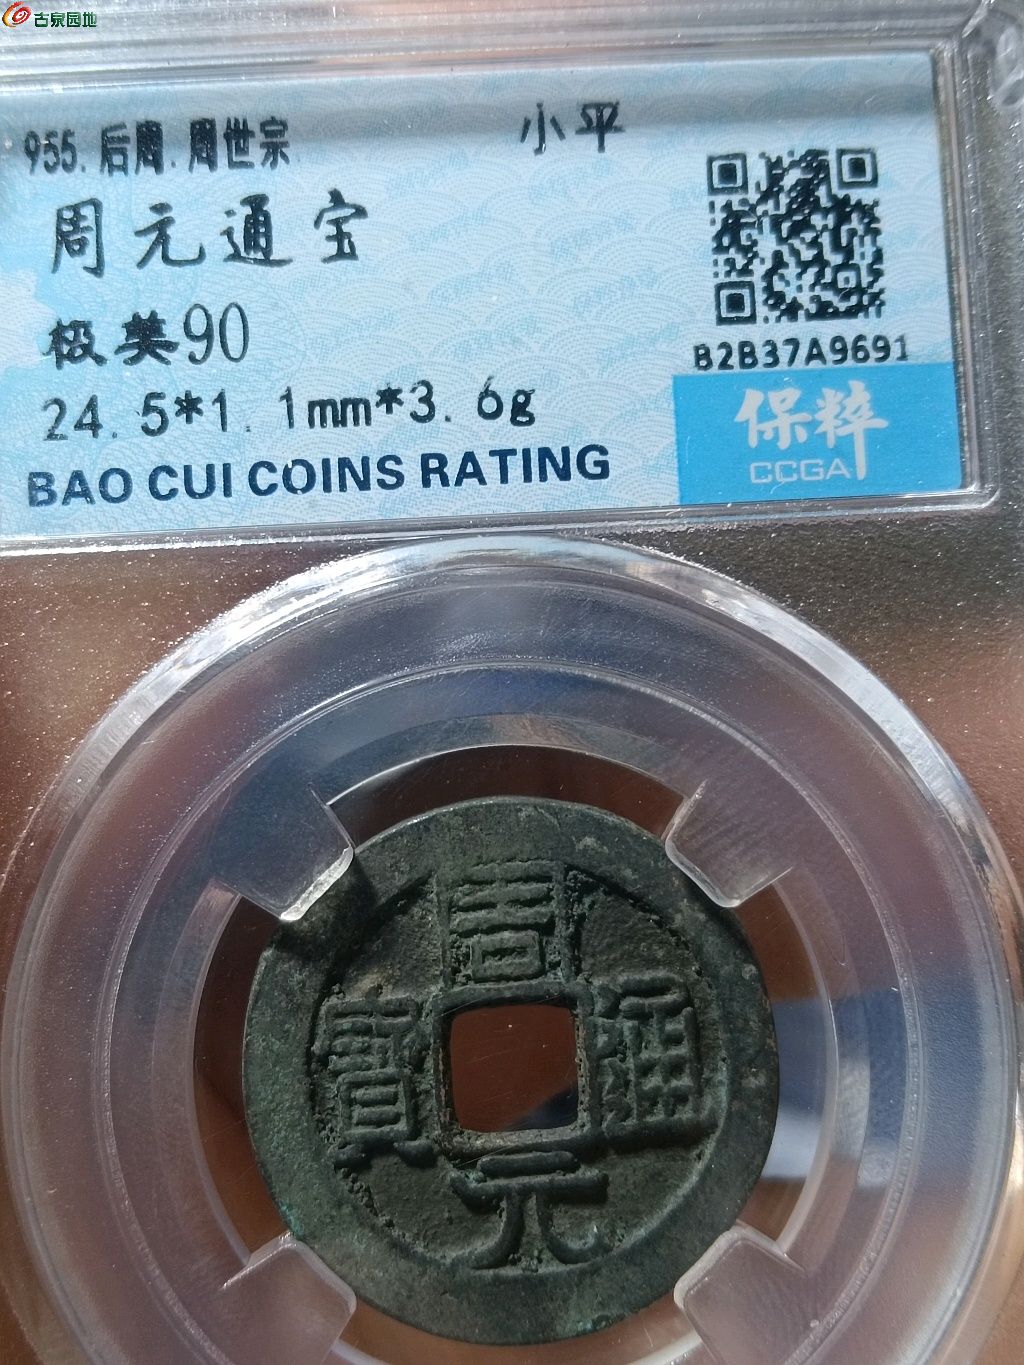 古泉园地
955.后周.周世宗 小平
周元通宝
极美90
24.5*1.1mm*3.6g
BAO CUI COINS RATING
B2B37A9691
保粹
CCGA
周元通寳